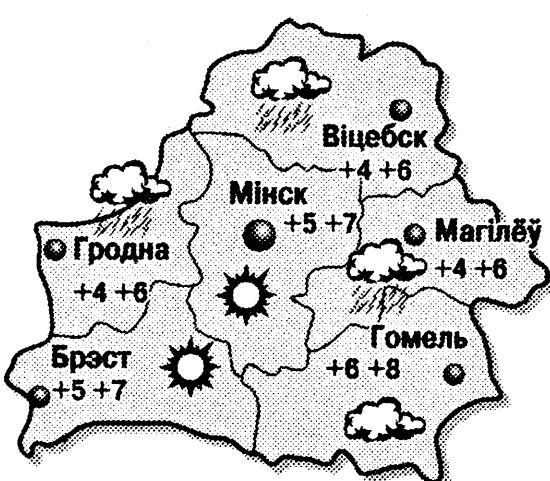 Віцебск
+4 +6
Мінск
+5 +7
Магілёў
+4 +6
Гродна
+4 +6
Гомель
+6 +8
Брэст
+5 +7